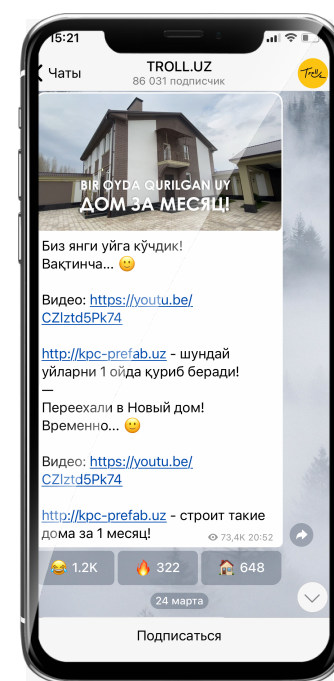 15:21
Чаты
TROLL.UZ
86 031 подписчик
Trolls
BIR OYDA QURILGAN UY
ДОМ ЗА МЕСЯЦ!
Биз янги уйга кўчдик!
Вақтинча... 🙂
Видео: https://youtu.be/
CZIztd5Pk74
http://kpc-prefab.uz - шундай
уйларни 1 ойда қуриб беради!
—
Переехали в Новый дом!
Временно... 🙂
Видео: https://youtu.be/
CZIztd5Pk74
http://kpc-prefab.uz - строит такие
дома за 1 месяц!
73,4K 20:52
😂 1.2K 🔥 322 🏠 648
24 марта
Подписаться